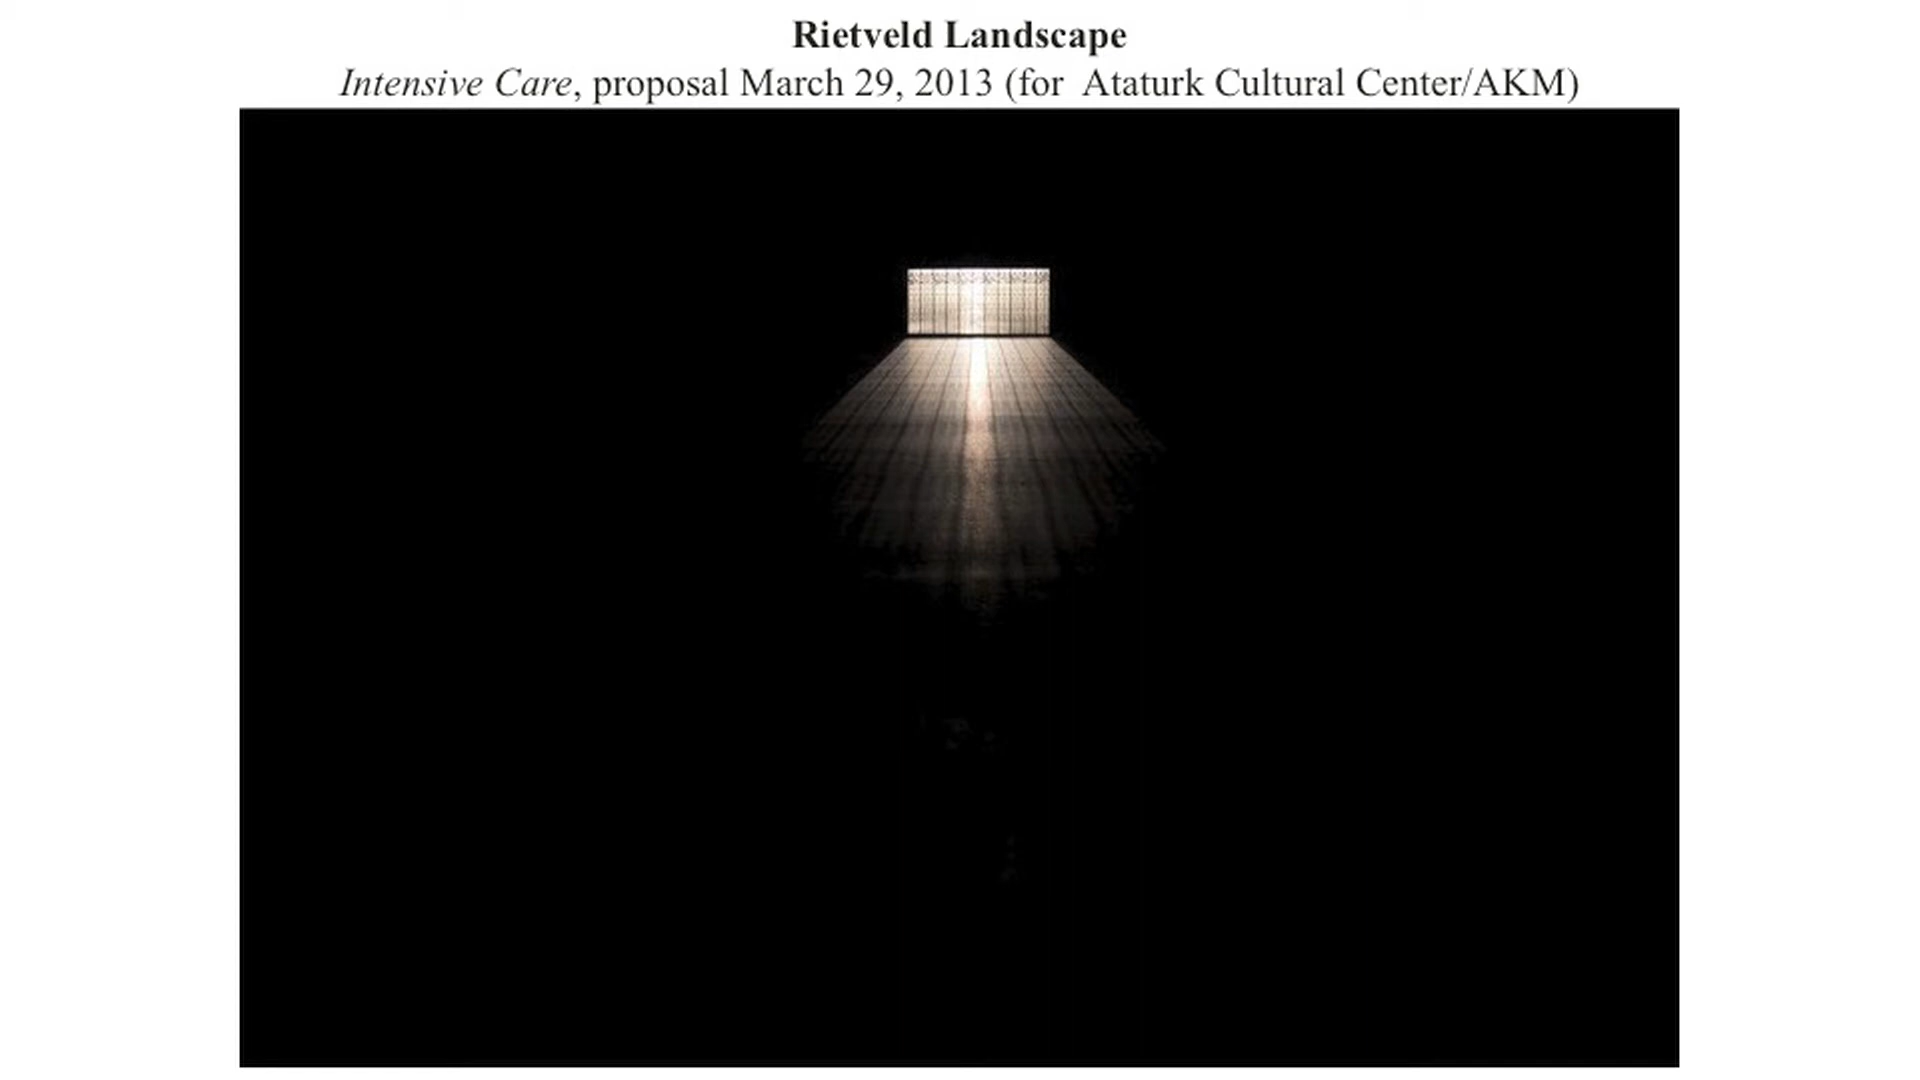 Rietveld Landscape
Intensive Care, proposal March 29, 2013 (for  Ataturk Cultural Center/AKM)